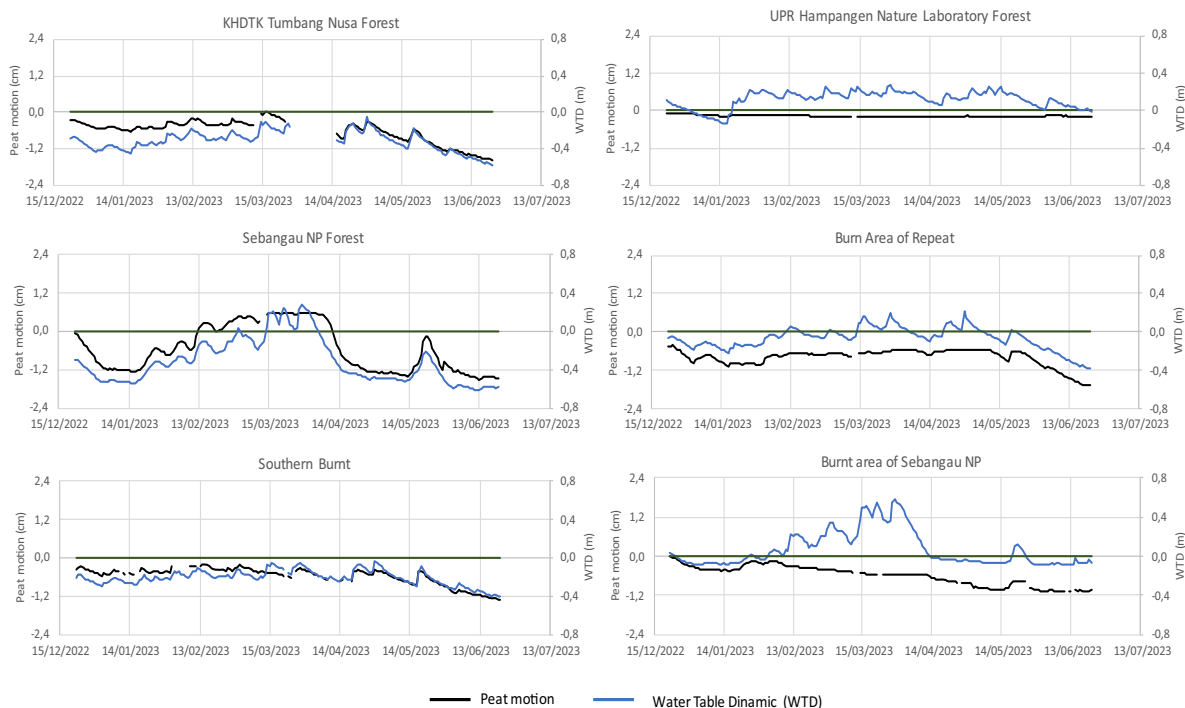 KHDTK Tumbang Nusa Forest
2,4
1,2
0,0
-1,2
-2,4
Peat motion (cm)
0,8
0,4
0,0
-0,4
-0,8
WTD (m)
15/12/2022 14/01/2023 13/02/2023 15/03/2023 14/04/2023 14/05/2023 13/06/2023 13/07/2023
UPR Hampangen Nature Laboratory Forest
2,4
1,2
0
-1,2
-2,4
Peat motion (cm)
0,8
0,4
0
-0,4
-0,8
WTD (m)
15/12/2022 14/01/2023 13/02/2023 15/03/2023 14/04/2023 14/05/2023 13/06/2023 13/07/2023
Sebangau NP Forest
2,4
1,2
0,0
-1,2
-2,4
Peat motion (cm)
0,8
0,4
0,0
-0,4
-0,8
WTD (m)
15/12/2022 14/01/2023 13/02/2023 15/03/2023 14/04/2023 14/05/2023 13/06/2023 13/07/2023
Burn Area of Repeat
2,4
1,2
0,0
-1,2
-2,4
Peat motion (cm)
0,8
0,4
0,0
-0,4
-0,8
WTD (m)
15/12/2022 14/01/2023 13/02/2023 15/03/2023 14/04/2023 14/05/2023 13/06/2023 13/07/2023
Southern Burnt
2,4
1,2
0,0
-1,2
-2,4
Peat motion (cm)
0,8
0,4
0,0
-0,4
-0,8
WTD (m)
15/12/2022 14/01/2023 13/02/2023 15/03/2023 14/04/2023 14/05/2023 13/06/2023 13/07/2023
Burnt area of Sebangau NP
2,4
1,2
0,0
-1,2
-2,4
Peat motion (cm)
0,8
0,4
0,0
-0,4
-0,8
WTD (m)
15/12/2022 14/01/2023 13/02/2023 15/03/2023 14/04/2023 14/05/2023 13/06/2023 13/07/2023
Peat motion
Water Table Dinamic (WTD)